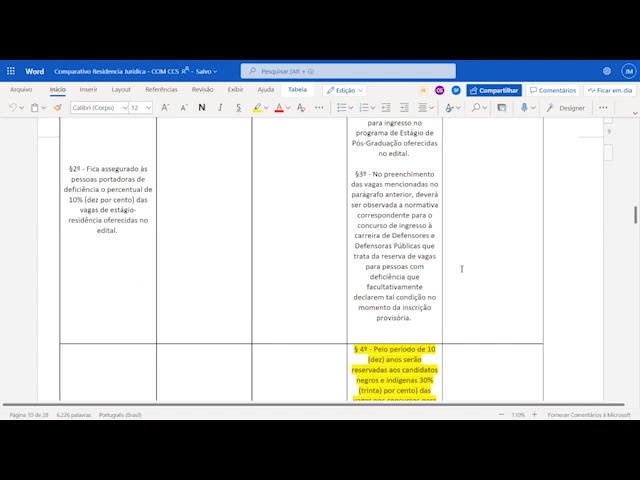 Word
Comparativo Residencia Juridica - COM CCS
- Salvo
Pesquisar (Alt + G)
JM
Arquivo
Início
Inserir
Layout
Referências
Revisão
Exibir
Ajuda
Tabela
Edição
Compartilhar
Comentários
Ficar em dia
Calibri (Corpo)
12
N
I
S
A
Designer
para ingresso no
programa de Estágio de
Pós-Graduação oferecidas
no edital.
§2º - Fica assegurado às
pessoas portadoras de
deficiência o percentual de
10% (dez por cento) das
vagas de estágio-
residência oferecidas no
edital.
§3º - No preenchimento
das vagas mencionadas no
parágrafo anterior, deverá
ser observada a normativa
correspondente para o
concurso de ingresso à
carreira de Defensores e
Defensoras Públicas que
trata da reserva de vagas
para pessoas com
deficiência que
facultativamente
declarem tal condição no
momento da inscrição
provisória.
§ 4º - Pelo período de 10
(dez) anos serão
reservadas aos candidatos
negros e indígenas 30%
(trinta) por cento) das
vagas nos concursos para
9
Página 10 de 28
6.226 palavras
Português (Brasil)
110%
Fornecer Comentários à Microsoft